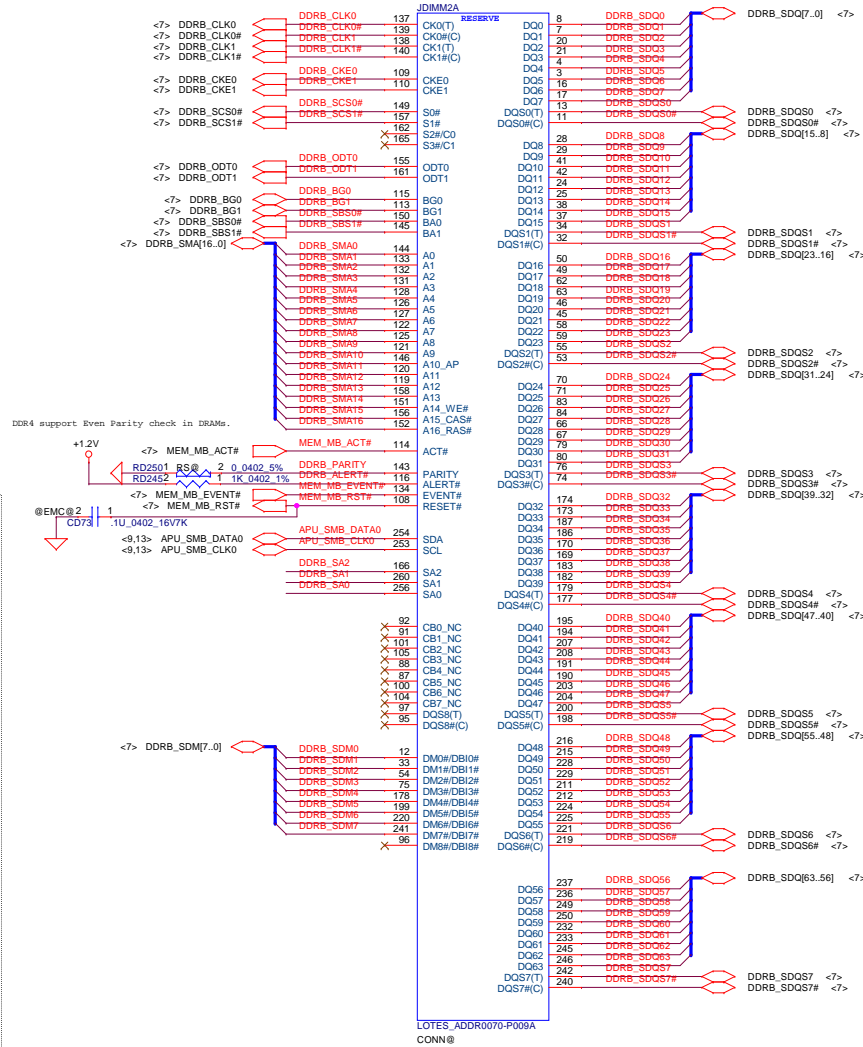 JDIMM2A
RESERVE
<7> DDRB_CLK0 DDRB_CLK0 137 CK0(T)
<7> DDRB_CLK0# DDRB_CLK0# 139 CK0#(C)
<7> DDRB_CLK1 DDRB_CLK1 138 CK1(T)
<7> DDRB_CLK1# DDRB_CLK1# 140 CK1#(C)
<7> DDRB_CKE0 DDRB_CKE0 109 CKE0
<7> DDRB_CKE1 DDRB_CKE1 110 CKE1
<7> DDRB_SCS0# DDRB_SCS0# 149 S0#
<7> DDRB_SCS1# DDRB_SCS1# 157 S1#
162 S2#/C0
165 S3#/C1
<7> DDRB_ODT0 DDRB_ODT0 155 ODT0
<7> DDRB_ODT1 DDRB_ODT1 161 ODT1
<7> DDRB_BG0 DDRB_BG0 115 BG0
<7> DDRB_BG1 DDRB_BG1 113 BG1
<7> DDRB_SBS0# DDRB_SBS0# 150 BA0
<7> DDRB_SBS1# DDRB_SBS1# 145 BA1
<7> DDRB_SMA[16..0]
DDRB_SMA0 144 A0
DDRB_SMA1 133 A1
DDRB_SMA2 132 A2
DDRB_SMA3 131 A3
DDRB_SMA4 128 A4
DDRB_SMA5 126 A5
DDRB_SMA6 127 A6
DDRB_SMA7 122 A7
DDRB_SMA8 125 A8
DDRB_SMA9 121 A9
DDRB_SMA10 146 A10_AP
DDRB_SMA11 120 A11
DDRB_SMA12 119 A12
DDRB_SMA13 158 A13
DDRB_SMA14 151 A14_WE#
DDRB_SMA15 156 A15_CAS#
DDRB_SMA16 152 A16_RAS#
DDR4 support Even Parity check in DRAMs.
+1.2V
<7> MEM_MB_ACT# MEM_MB_ACT# 114 ACT#
RD250 1 RS@ 2 0_0402_5% DDRB_PARITY 143 PARITY
RD245 2 1 1K_0402_1% DDRB_ALERT# 116 ALERT#
<7> MEM_MB_EVENT# MEM_MB_EVENT# 134 EVENT#
<7> MEM_MB_RST# MEM_MB_RST# 108 RESET#
@EMC@ 2 1
CD73 .1U_0402_16V7K
<9,13> APU_SMB_DATA0 APU_SMB_DATA0 254 SDA
<9,13> APU_SMB_CLK0 APU_SMB_CLK0 253 SCL
DDRB_SA2 166 SA2
DDRB_SA1 260 SA1
DDRB_SA0 256 SA0
92 CB0_NC
91 CB1_NC
101 CB2_NC
105 CB3_NC
88 CB4_NC
87 CB5_NC
100 CB6_NC
104 CB7_NC
97 DQS8(T)
95 DQS8#(C)
<7> DDRB_SDM[7..0]
DDRB_SDM0 12 DM0#/DBI0#
DDRB_SDM1 33 DM1#/DBI1#
DDRB_SDM2 54 DM2#/DBI2#
DDRB_SDM3 75 DM3#/DBI3#
DDRB_SDM4 178 DM4#/DBI4#
DDRB_SDM5 199 DM5#/DBI5#
DDRB_SDM6 220 DM6#/DBI6#
DDRB_SDM7 241 DM7#/DBI7#
96 DM8#/DBI8#
DDRB_SDQ[7..0] <7>
DQ0 8 DDRB_SDQ0
DQ1 7 DDRB_SDQ1
DQ2 20 DDRB_SDQ2
DQ3 21 DDRB_SDQ3
DQ4 4 DDRB_SDQ4
DQ5 3 DDRB_SDQ5
DQ6 16 DDRB_SDQ6
DQ7 17 DDRB_SDQ7
DQS0(T) 13 DDRB_SDQS0 DDRB_SDQS0 <7>
DQS0#(C) 11 DDRB_SDQS0# DDRB_SDQS0# <7>
DDRB_SDQ[15..8] <7>
DQ8 28 DDRB_SDQ8
DQ9 29 DDRB_SDQ9
DQ10 41 DDRB_SDQ10
DQ11 42 DDRB_SDQ11
DQ12 24 DDRB_SDQ12
DQ13 25 DDRB_SDQ13
DQ14 38 DDRB_SDQ14
DQ15 37 DDRB_SDQ15
DQS1(T) 34 DDRB_SDQS1 DDRB_SDQS1 <7>
DQS1#(C) 32 DDRB_SDQS1# DDRB_SDQS1# <7>
DDRB_SDQ[23..16] <7>
DQ16 50 DDRB_SDQ16
DQ17 49 DDRB_SDQ17
DQ18 62 DDRB_SDQ18
DQ19 63 DDRB_SDQ19
DQ20 46 DDRB_SDQ20
DQ21 45 DDRB_SDQ21
DQ22 58 DDRB_SDQ22
DQ23 59 DDRB_SDQ23
DQS2(T) 55 DDRB_SDQS2 DDRB_SDQS2 <7>
DQS2#(C) 53 DDRB_SDQS2# DDRB_SDQS2# <7>
DDRB_SDQ[31..24] <7>
DQ24 70 DDRB_SDQ24
DQ25 71 DDRB_SDQ25
DQ26 83 DDRB_SDQ26
DQ27 84 DDRB_SDQ27
DQ28 66 DDRB_SDQ28
DQ29 67 DDRB_SDQ29
DQ30 79 DDRB_SDQ30
DQ31 80 DDRB_SDQ31
DQS3(T) 76 DDRB_SDQS3 DDRB_SDQS3 <7>
DQS3#(C) 74 DDRB_SDQS3# DDRB_SDQS3# <7>
DDRB_SDQ[39..32] <7>
DQ32 174 DDRB_SDQ32
DQ33 173 DDRB_SDQ33
DQ34 187 DDRB_SDQ34
DQ35 186 DDRB_SDQ35
DQ36 170 DDRB_SDQ36
DQ37 169 DDRB_SDQ37
DQ38 183 DDRB_SDQ38
DQ39 182 DDRB_SDQ39
DQS4(T) 179 DDRB_SDQS4 DDRB_SDQS4 <7>
DQS4#(C) 177 DDRB_SDQS4# DDRB_SDQS4# <7>
DDRB_SDQ[47..40] <7>
DQ40 195 DDRB_SDQ40
DQ41 194 DDRB_SDQ41
DQ42 207 DDRB_SDQ42
DQ43 208 DDRB_SDQ43
DQ44 191 DDRB_SDQ44
DQ45 190 DDRB_SDQ45
DQ46 203 DDRB_SDQ46
DQ47 204 DDRB_SDQ47
DQS5(T) 200 DDRB_SDQS5 DDRB_SDQS5 <7>
DQS5#(C) 198 DDRB_SDQS5# DDRB_SDQS5# <7>
DDRB_SDQ[55..48] <7>
DQ48 216 DDRB_SDQ48
DQ49 215 DDRB_SDQ49
DQ50 228 DDRB_SDQ50
DQ51 229 DDRB_SDQ51
DQ52 211 DDRB_SDQ52
DQ53 212 DDRB_SDQ53
DQ54 224 DDRB_SDQ54
DQ55 225 DDRB_SDQ55
DQS6(T) 221 DDRB_SDQS6 DDRB_SDQS6 <7>
DQS6#(C) 219 DDRB_SDQS6# DDRB_SDQS6# <7>
DDRB_SDQ[63..56] <7>
DQ56 237 DDRB_SDQ56
DQ57 236 DDRB_SDQ57
DQ58 249 DDRB_SDQ58
DQ59 250 DDRB_SDQ59
DQ60 232 DDRB_SDQ60
DQ61 233 DDRB_SDQ61
DQ62 245 DDRB_SDQ62
DQ63 246 DDRB_SDQ63
DQS7(T) 242 DDRB_SDQS7 DDRB_SDQS7 <7>
DQS7#(C) 240 DDRB_SDQS7# DDRB_SDQS7# <7>
LOTES_ADDR0070-P009A
CONN@